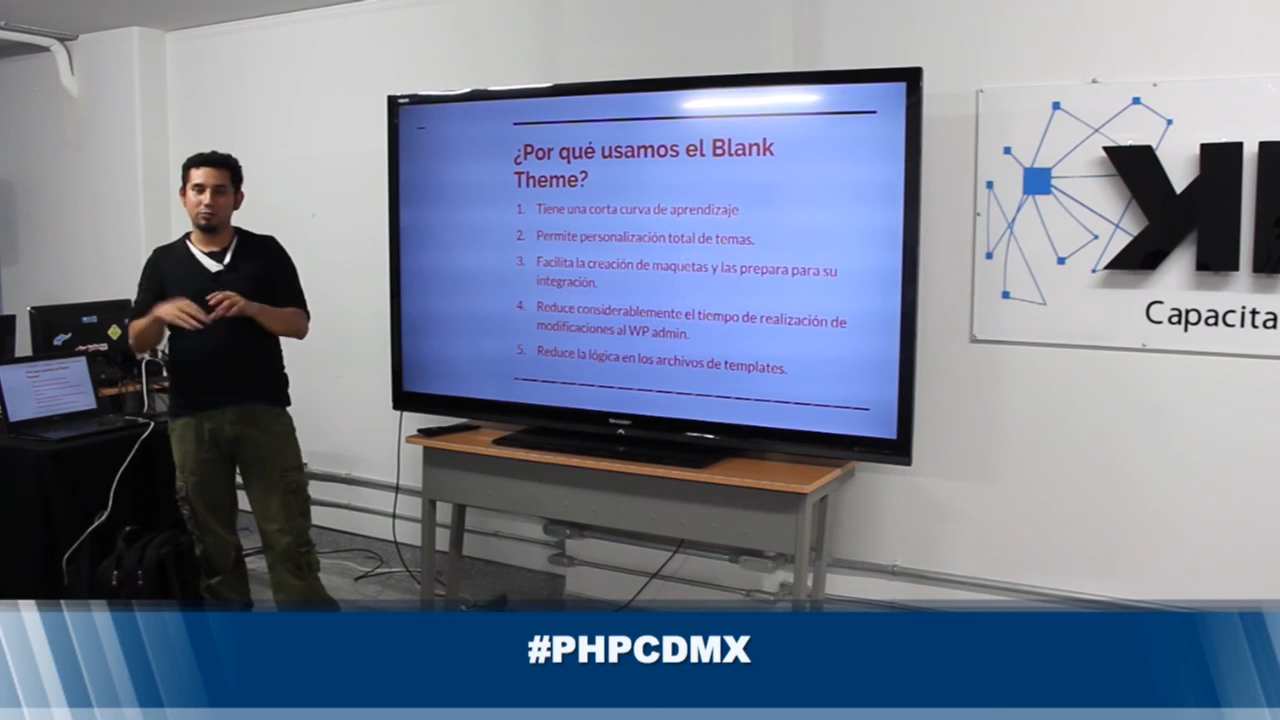 ¿Por qué usamos el Blank
Theme?
1. Tiene una corta curva de aprendizaje
2. Permite personalización total de temas.
3. Facilita la creación de maquetas y las prepara para su
integración.
4. Reduce considerablemente el tiempo de realización de
modificaciones al WP admin.
5. Reduce la lógica en los archivos de templates.
SHARP
Capacita
#PHPCDMX